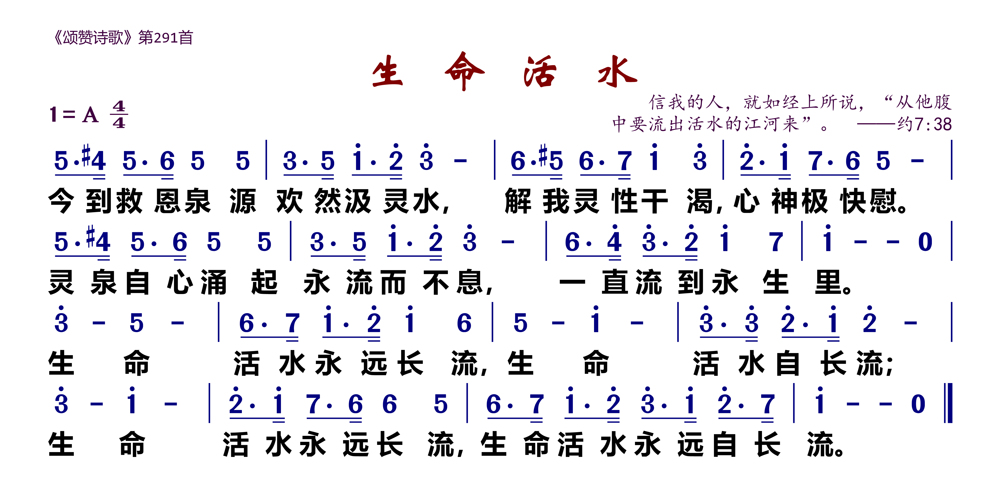 《颂赞诗歌》第291首
生 命 活 水
信我的人，就如经上所说，“从他腹
1= A 4/4
中要流出活水的江河来”。 ——约7:38
5·#4 5·6 5 5 | 3·5 1̇·2̇ 3̇ - | 6·#5 6·7 1̇ 3̇ | 2̇·1̇ 7·6 5 - |
今到救恩泉源欢然汲灵水，解我灵性干渴，心神极快慰。
5·#4 5·6 5 5 | 3·5 1̇·2̇ 3̇ - | 6·4̇ 3̇·2̇ 1̇ 7 | 1̇ - - 0 |
灵泉自心涌起永流而不息，一直流到永生里。
3̇ - 5 - | 6·7 1̇·2̇ 1̇ 6 | 5 - 1̇ - | 3̇·3̇ 2̇·1̇ 2̇ - |
生命活水永远长流，生命活水自长流；
3̇ - 1̇ - | 2̇·1̇ 7·6 6 5 | 6·7 1̇·2̇ 3̇·1̇ 2̇·7 | 1̇ - - 0 ‖
生命活水永远长流，生命活水永远自长流。